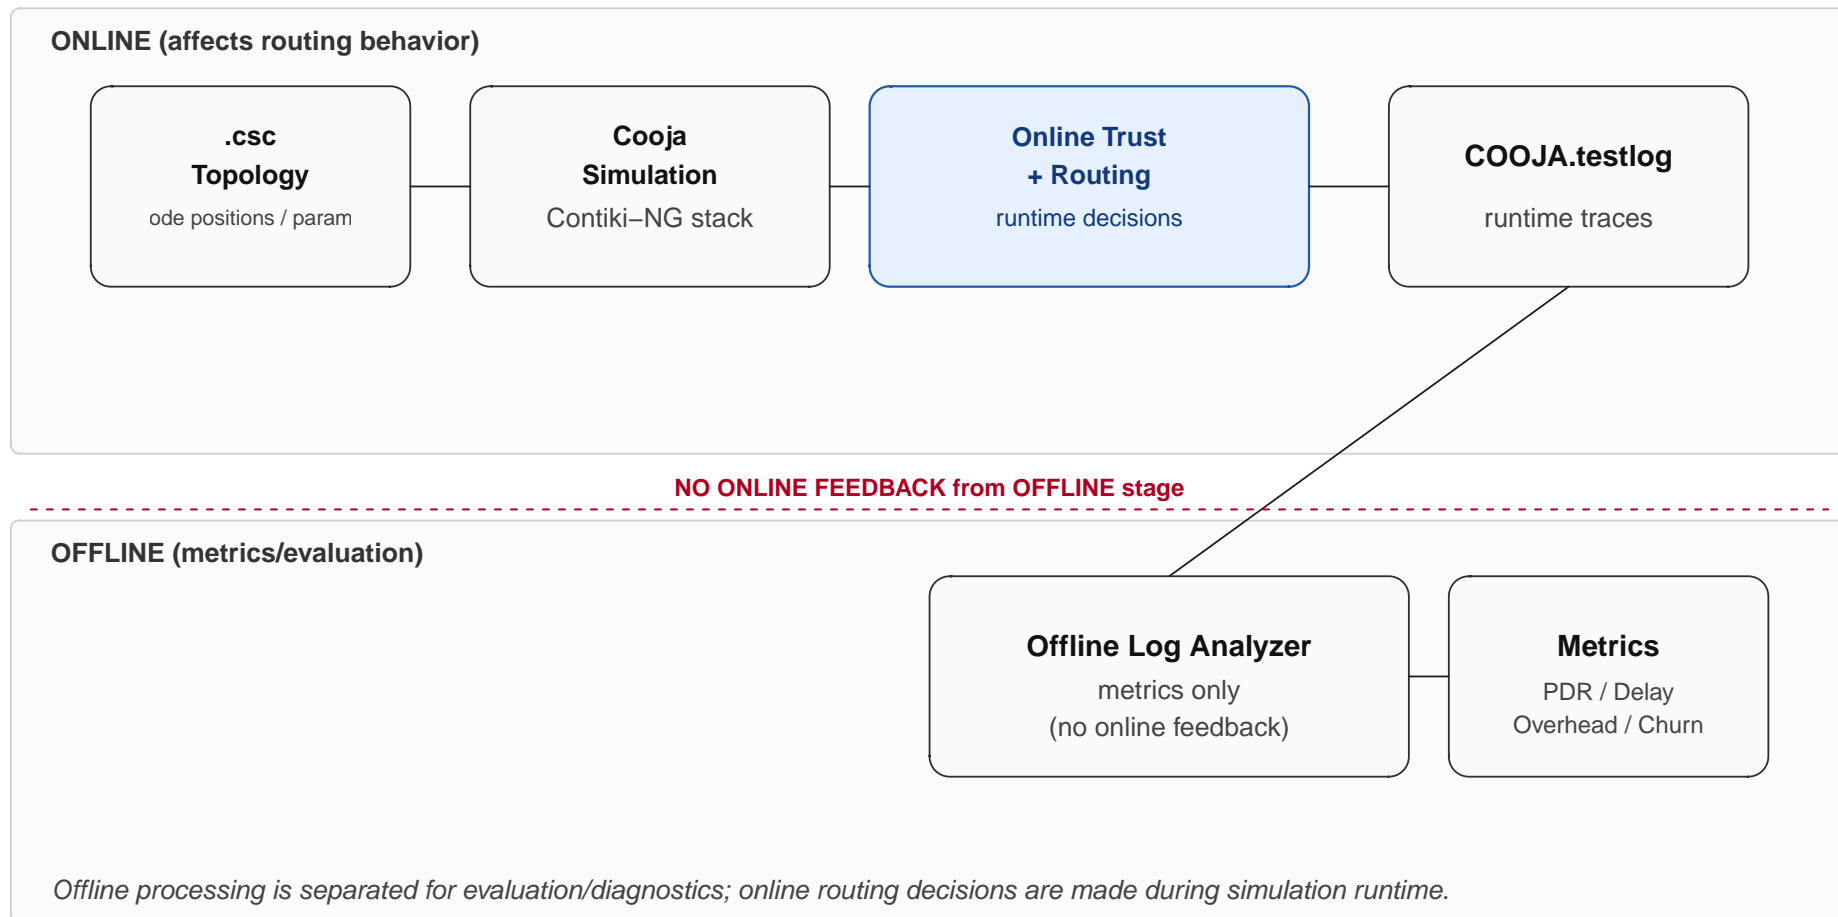 ONLINE (affects routing behavior)
.csc
Topology
ode positions / param
Cooja
Simulation
Contiki−NG stack
Online Trust
+ Routing
runtime decisions
COOJA.testlog
runtime traces
NO ONLINE FEEDBACK from OFFLINE stage
OFFLINE (metrics/evaluation)
Offline Log Analyzer
metrics only
(no online feedback)
Metrics
PDR / Delay
Overhead / Churn
Offline processing is separated for evaluation/diagnostics; online routing decisions are made during simulation runtime.